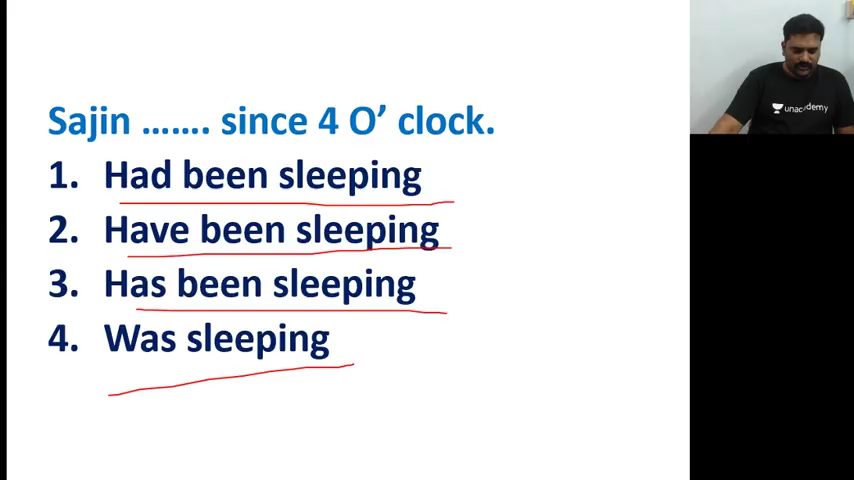 Sajin ……. since 4 O’ clock.
1. Had been sleeping
2. Have been sleeping
3. Has been sleeping
4. Was sleeping
unacademy